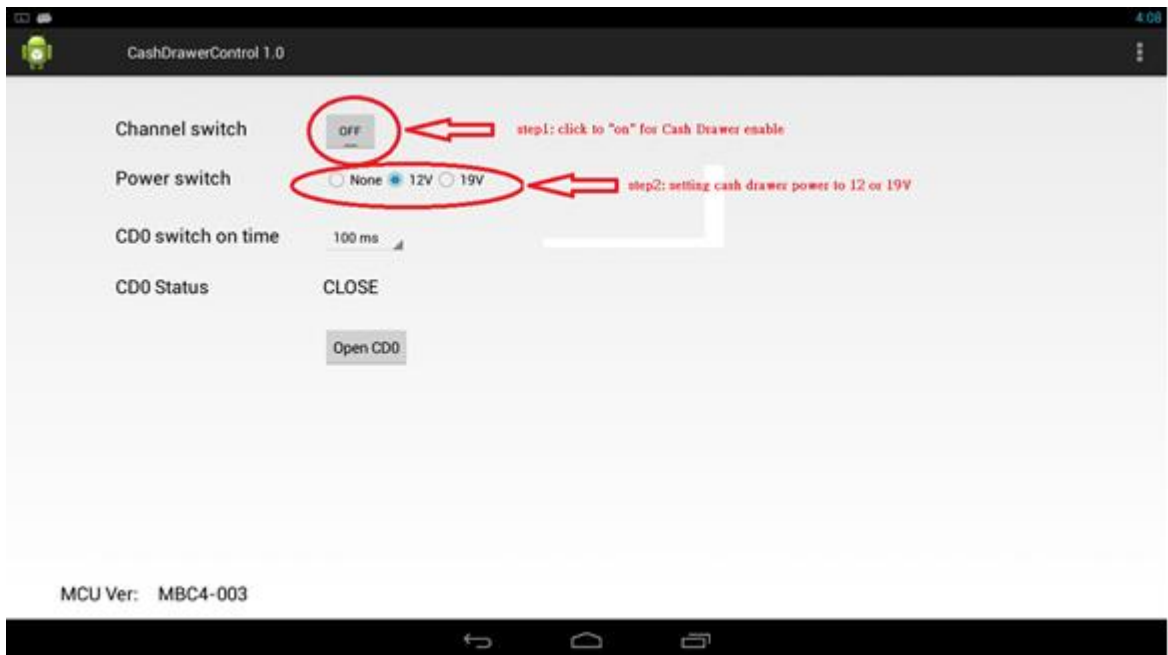 4:08
CashDrawerControl 1.0
Channel switch OFF step1: click to "on" for Cash Drawer enable
Power switch None 12V 19V step2: setting cash drawer power to 12 or 19V
CD0 switch on time 100 ms
CD0 Status CLOSE
Open CD0
MCU Ver: MBC4-003